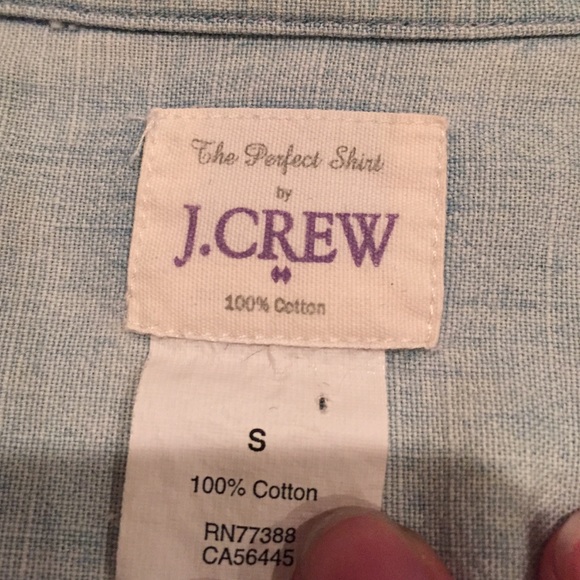 The Perfect Shirt
by
J.CREW
100% Cotton
S
100% Cotton
RN77388
CA56445